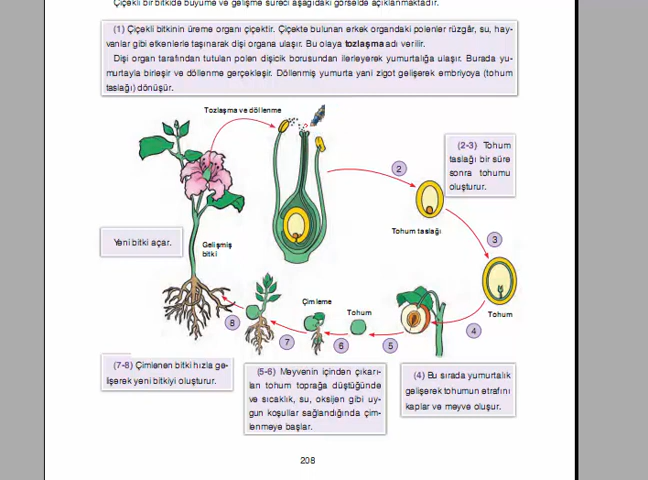 Çiçekli bir bitkide büyüme ve gelişme süreci aşağıdaki görselde açıklanmaktadır.
(1) Çiçekli bitkinin üreme organı çiçektir. Çiçekte bulunan erkek organdaki polenler rüzgâr, su, hay-
vanlar gibi etkenlerle taşınarak dişi organa ulaşır. Bu olaya tozlaşma adı verilir.
Dişi organ tarafından tutulan polen dişicik borusundan ilerleyerek yumurtalığa ulaşır. Burada yu-
murtayla birleşir ve döllenme gerçekleşir. Döllenmiş yumurta yani zigot gelişerek embriyoya (tohum
taslağı) dönüşür.
Tozlaşma ve döllenme
2
(2-3) Tohum
taslağı bir süre
sonra tohumu
oluşturur.
Tohum taslağı
3
Yeni bitki açar.
Gelişmiş
bitki
Çimleme
Tohum
Tohum
8
7
6
5
4
(7-8) Çimlenen bitki hızla ge-
lişerek yeni bitkiyi oluşturur.
(5-6) Meyvenin içinden çıkarı-
lan tohum toprağa düştüğünde
ve sıcaklık, su, oksijen gibi uy-
gun koşullar sağlandığında çim-
lenmeye başlar.
(4) Bu sırada yumurtalık
gelişerek tohumun etrafını
kaplar ve meyve oluşur.
208